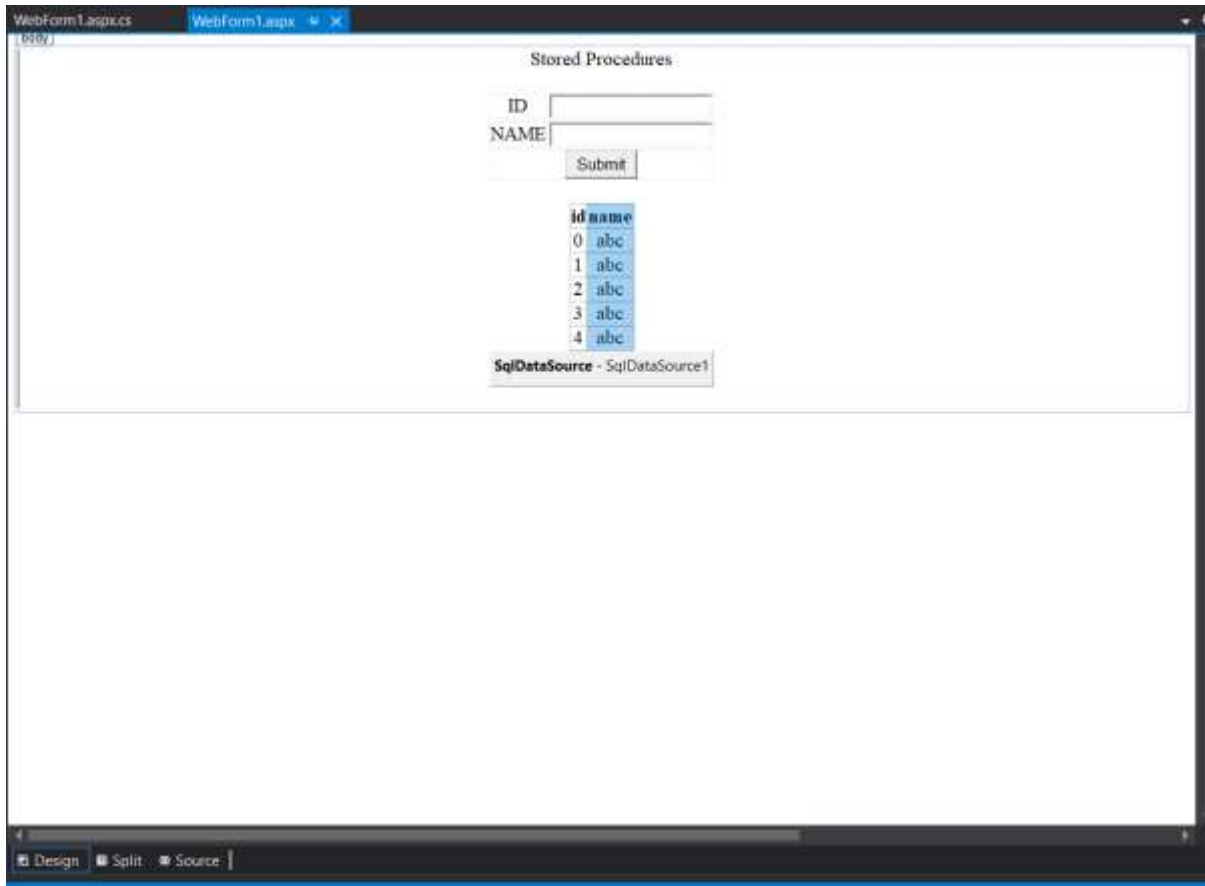 WebForm1.aspx.cs WebForm1.aspx
body
Stored Procedures
ID
NAME
Submit
id name
0 abc
1 abc
2 abc
3 abc
4 abc
SqlDataSource - SqlDataSource1
Design Split Source